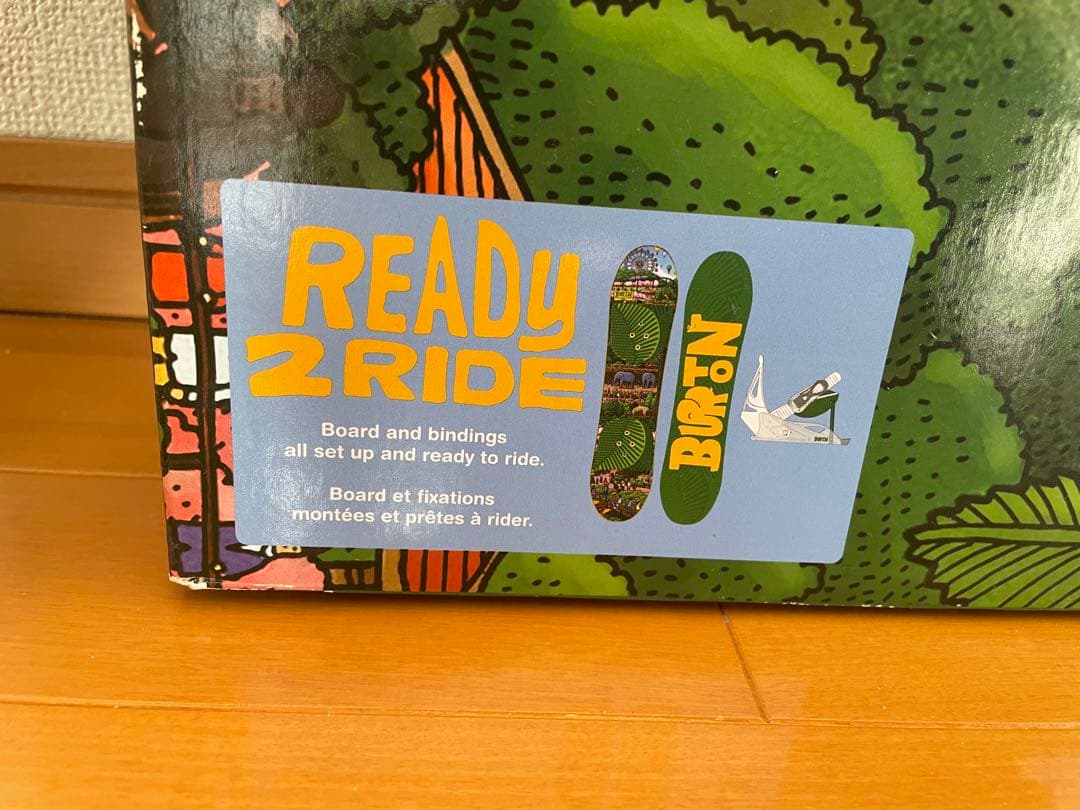 READY
2 RIDE
Board and bindings
all set up and ready to ride.
Board et fixations
montées et prêtes à rider.
BURTON